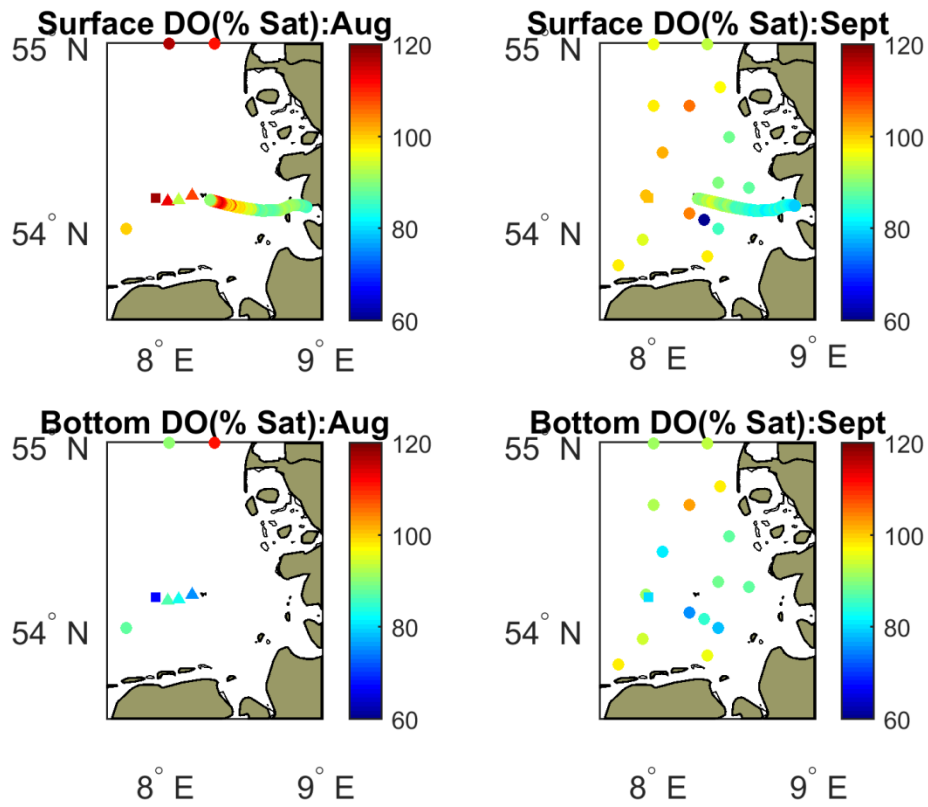 Surface DO(% Sat):Aug
55° N
54° N
8° E
9° E
120
100
80
60
Surface DO(% Sat):Sept
55° N
54° N
8° E
9° E
120
100
80
60
Bottom DO(% Sat):Aug
55° N
54° N
8° E
9° E
120
100
80
60
Bottom DO(% Sat):Sept
55° N
54° N
8° E
9° E
120
100
80
60